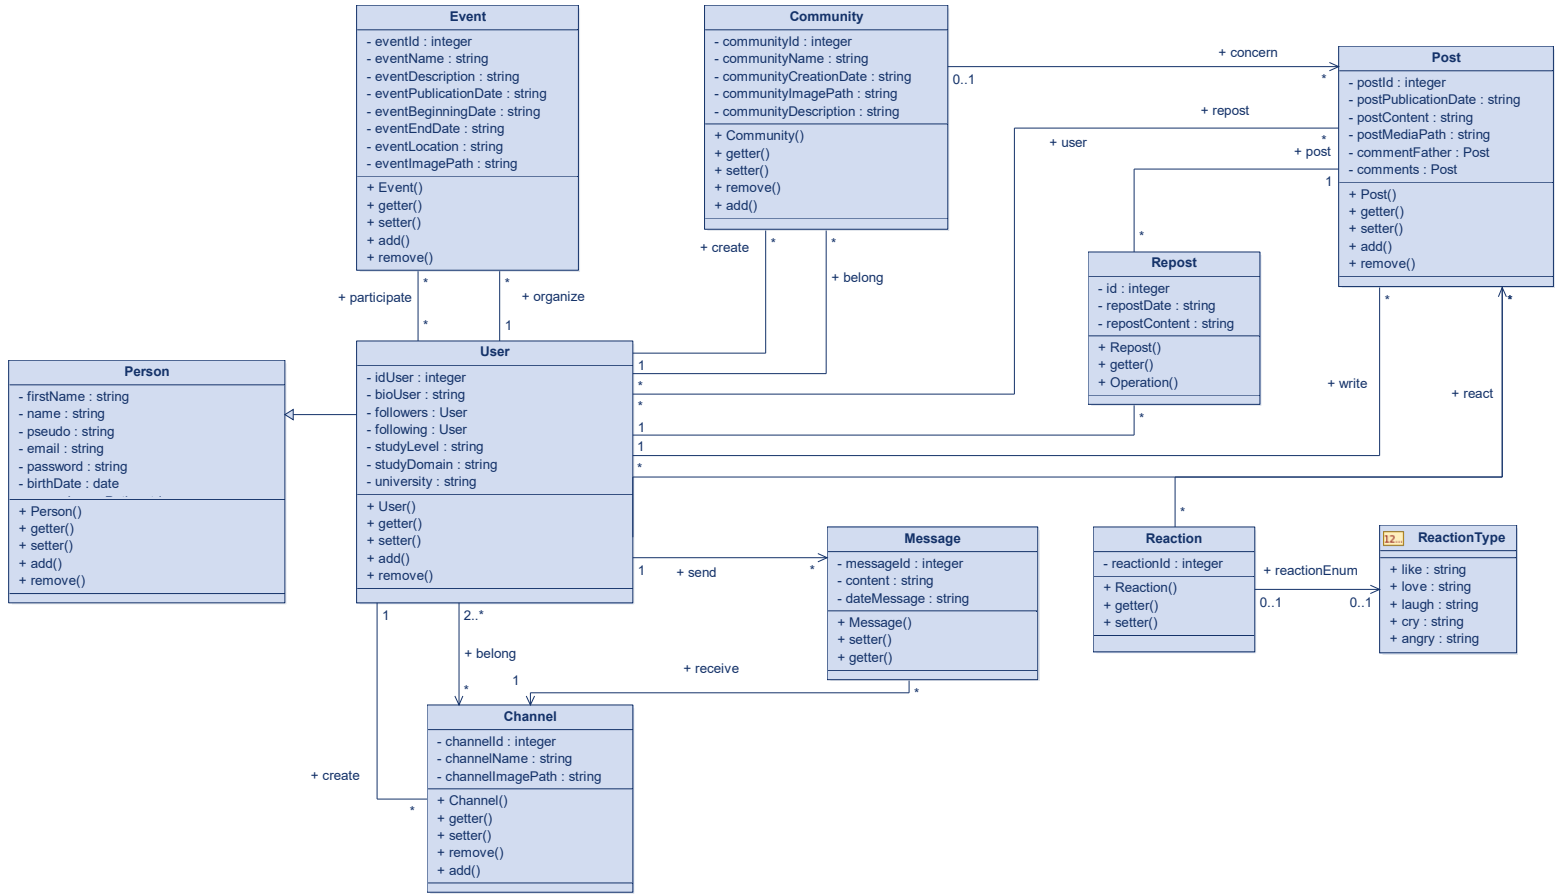 Event
- eventId : integer
- eventName : string
- eventDescription : string
- eventPublicationDate : string
- eventBeginningDate : string
- eventEndDate : string
- eventLocation : string
- eventImagePath : string
+ Event()
+ getter()
+ setter()
+ add()
+ remove()
Community
- communityId : integer
- communityName : string
- communityCreationDate : string
- communityImagePath : string
- communityDescription : string
+ Community()
+ getter()
+ setter()
+ remove()
+ add()
+ concern
0..1
*
Post
- postId : integer
- postPublicationDate : string
- postContent : string
- postMediaPath : string
- commentFather : Post
- comments : Post
+ Post()
+ getter()
+ setter()
+ add()
+ remove()
+ repost
*
+ user
+ post
1
*
Repost
- id : integer
- repostDate : string
- repostContent : string
+ Repost()
+ getter()
+ Operation()
*
+ create
*
*
+ belong
*
+ participate
*
*
+ organize
1
Person
- firstName : string
- name : string
- pseudo : string
- email : string
- password : string
- birthDate : date
+ Person()
+ getter()
+ setter()
+ add()
+ remove()
User
- idUser : integer
- bioUser : string
- followers : User
- following : User
- studyLevel : string
- studyDomain : string
- university : string
+ User()
+ getter()
+ setter()
+ add()
+ remove()
1
*
*
1
1
*
*
+ write
*
+ react
1
+ send
*
Message
- messageId : integer
- content : string
- dateMessage : string
+ Message()
+ setter()
+ getter()
*
Reaction
- reactionId : integer
+ Reaction()
+ getter()
+ setter()
+ reactionEnum
0..1
0..1
12...
ReactionType
+ like : string
+ love : string
+ laugh : string
+ cry : string
+ angry : string
1
2..*
+ belong
*
1
+ receive
*
+ create
*
Channel
- channelId : integer
- channelName : string
- channelImagePath : string
+ Channel()
+ getter()
+ setter()
+ remove()
+ add()